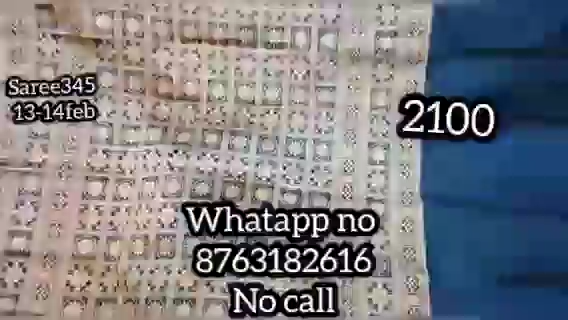 Saree345
13-14feb
2100
Whatapp no
8763182616
No call